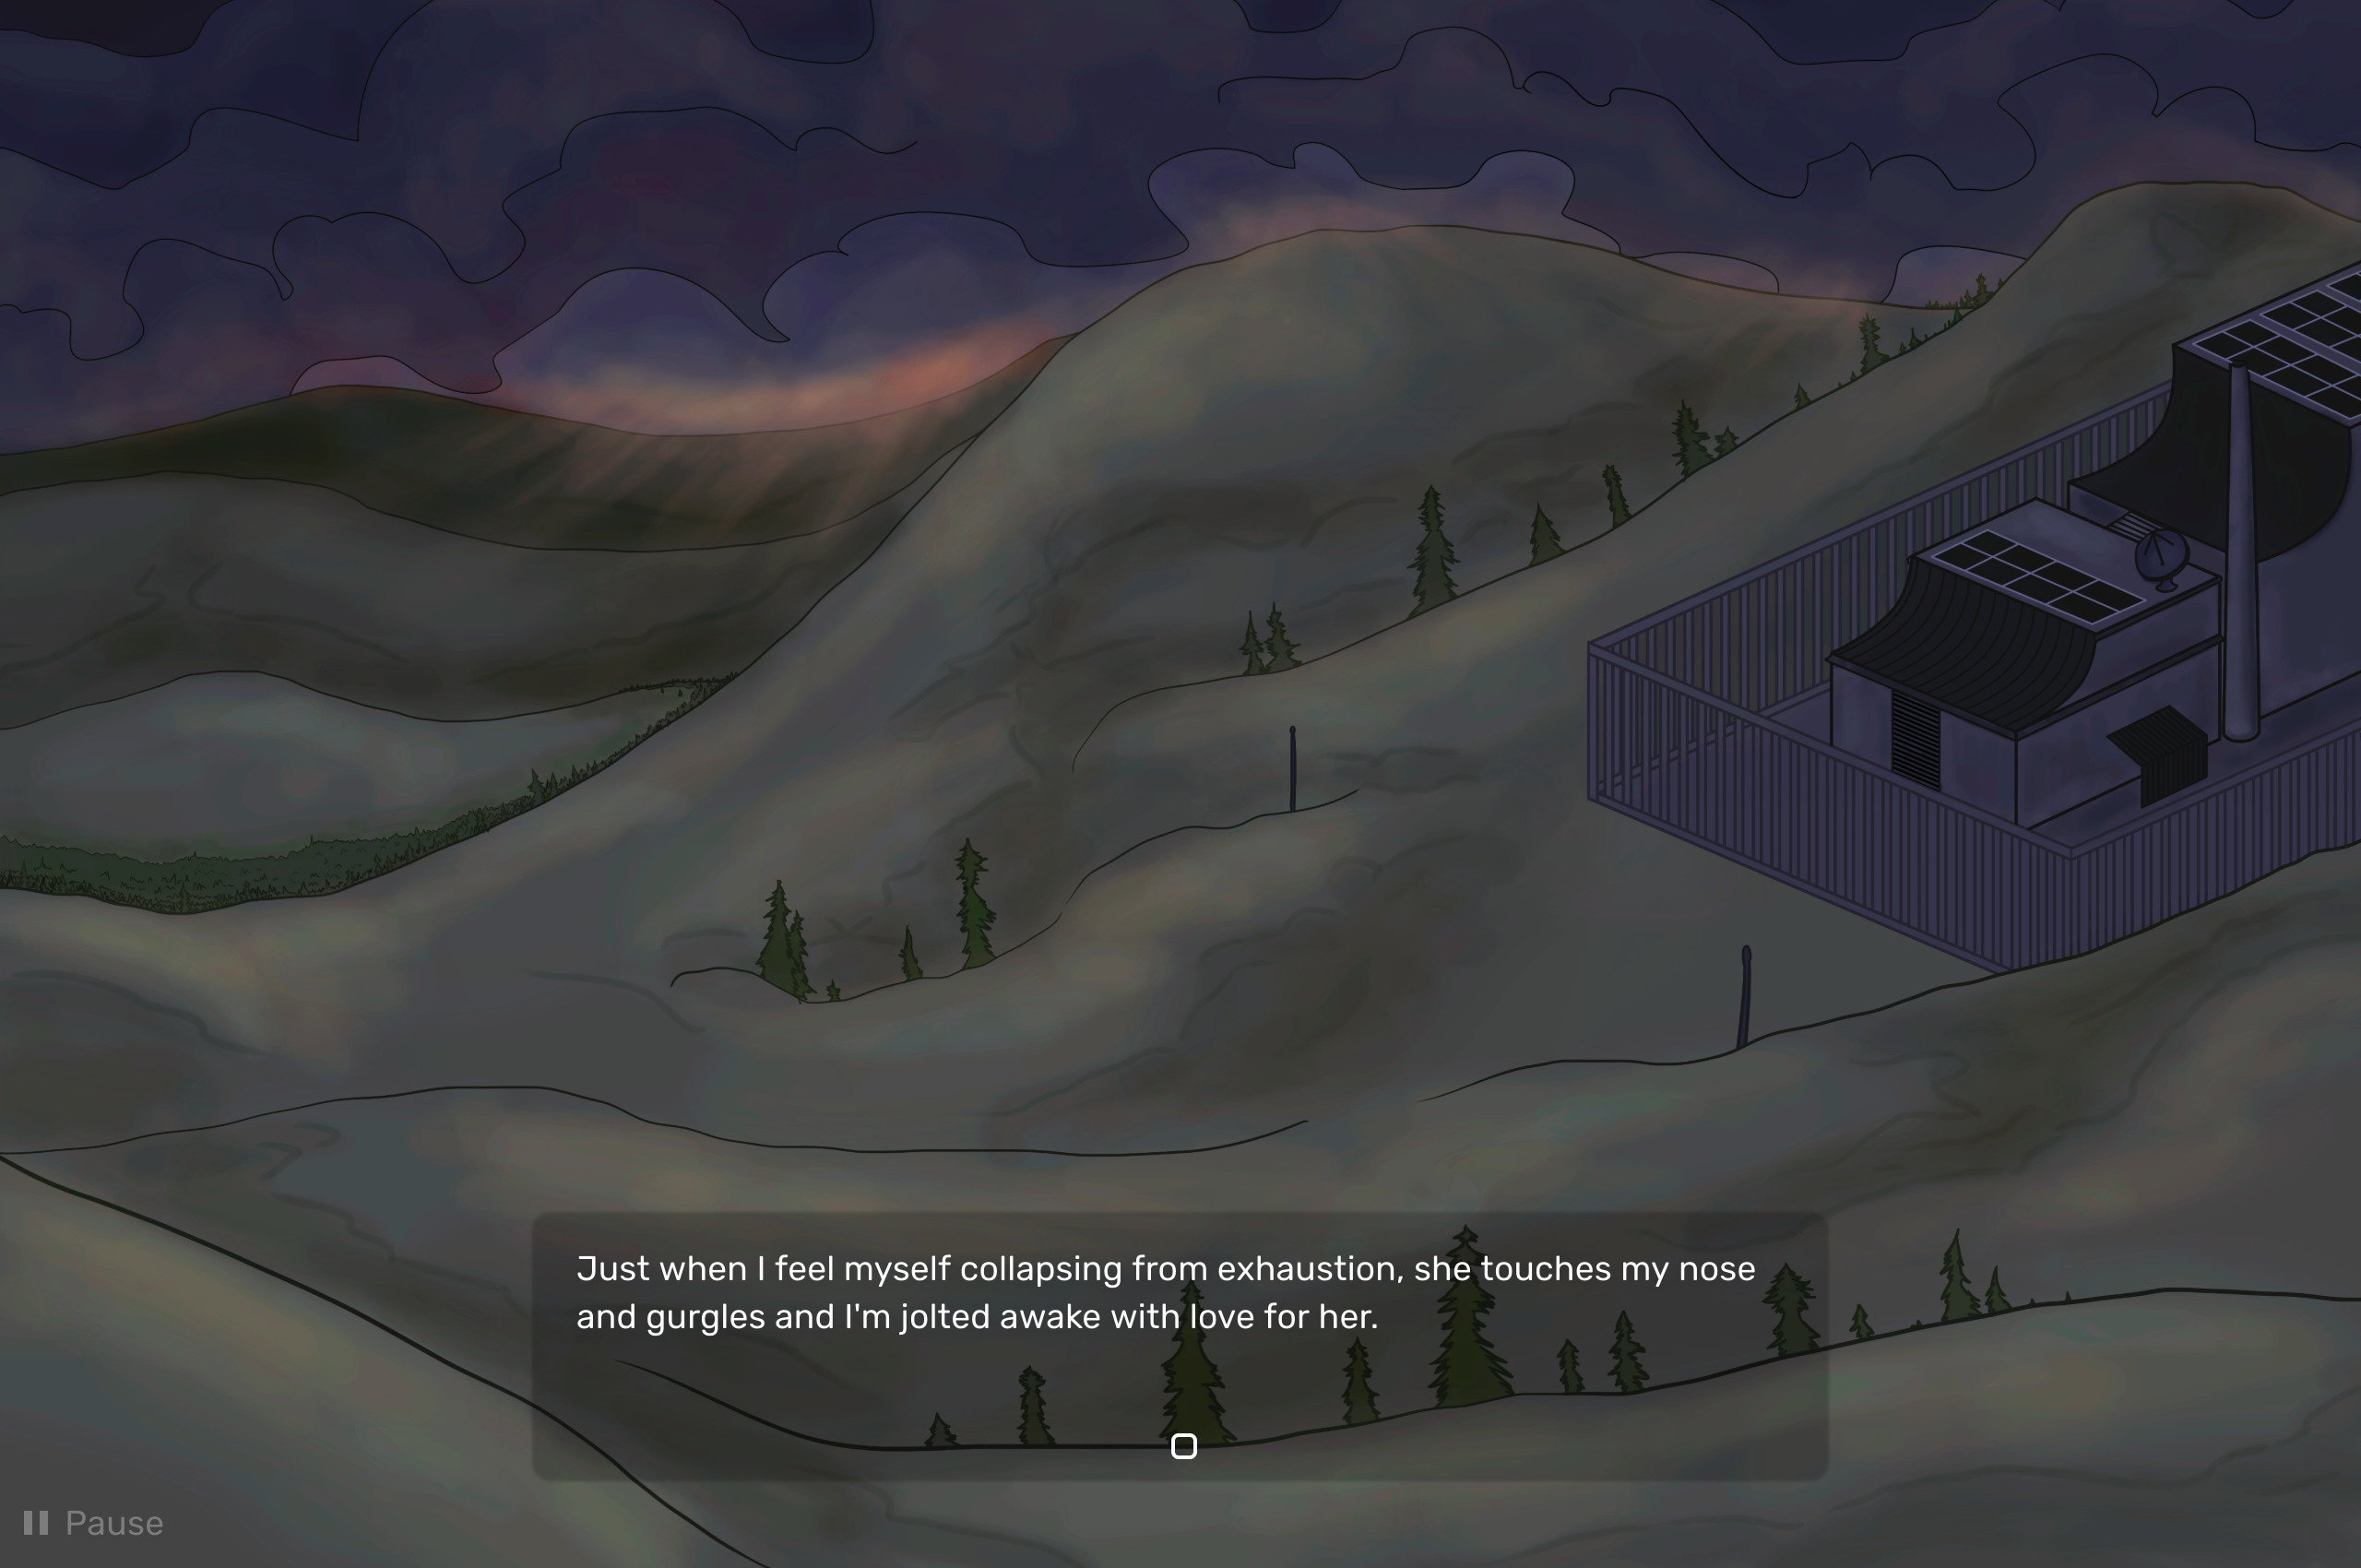 Just when I feel myself collapsing from exhaustion, she touches my nose
and gurgles and I'm jolted awake with love for her.
Pause